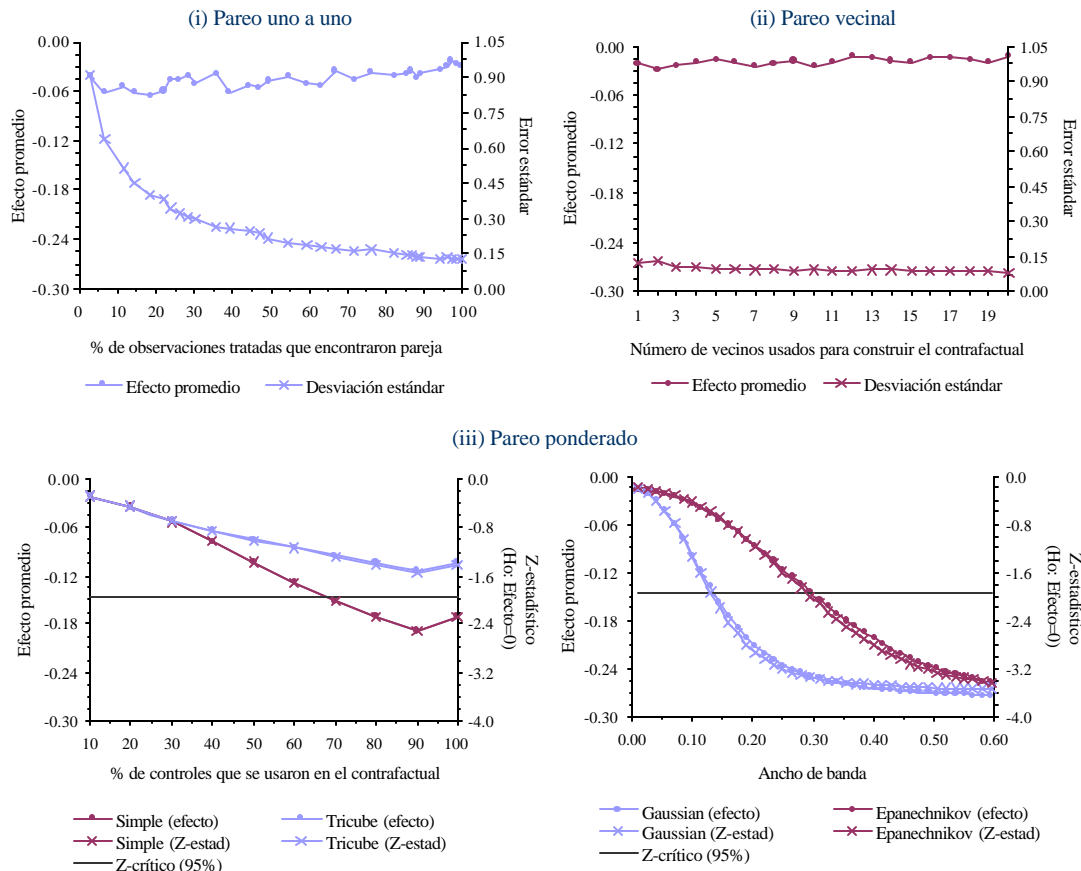 (i) Pareo uno a uno
Efecto promedio
0.00
-0.06
-0.12
-0.18
-0.24
-0.30
1.05
0.90
0.75
0.60
0.45
0.30
0.15
0.00
Error estándar
0 10 20 30 40 50 60 70 80 90 100
% de observaciones tratadas que encontraron pareja
Efecto promedio Desviación estándar
(ii) Pareo vecinal
Efecto promedio
0.00
-0.06
-0.12
-0.18
-0.24
-0.30
1.05
0.90
0.75
0.60
0.45
0.30
0.15
0.00
Error estándar
1 3 5 7 9 11 13 15 17 19
Número de vecinos usados para construir el contrafactual
Efecto promedio Desviación estándar
(iii) Pareo ponderado
Efecto promedio
0.00
-0.06
-0.12
-0.18
-0.24
-0.30
0.0
-0.8
-1.6
-2.4
-3.2
-4.0
Z-estadístico
(Ho: Efecto=0)
10 20 30 40 50 60 70 80 90 100
% de controles que se usaron en el contrafactual
Simple (efecto) Tricube (efecto)
Simple (Z-estad) Tricube (Z-estad)
Z-crítico (95%)
Efecto promedio
0.00
-0.06
-0.12
-0.18
-0.24
-0.30
0.0
-0.8
-1.6
-2.4
-3.2
-4.0
Z-estadístico
(Ho: Efecto=0)
0.00 0.10 0.20 0.30 0.40 0.50 0.60
Ancho de banda
Gaussian (efecto) Epanechnikov (efecto)
Gaussian (Z-estad) Epanechnikov (Z-estad)
Z-crítico (95%)